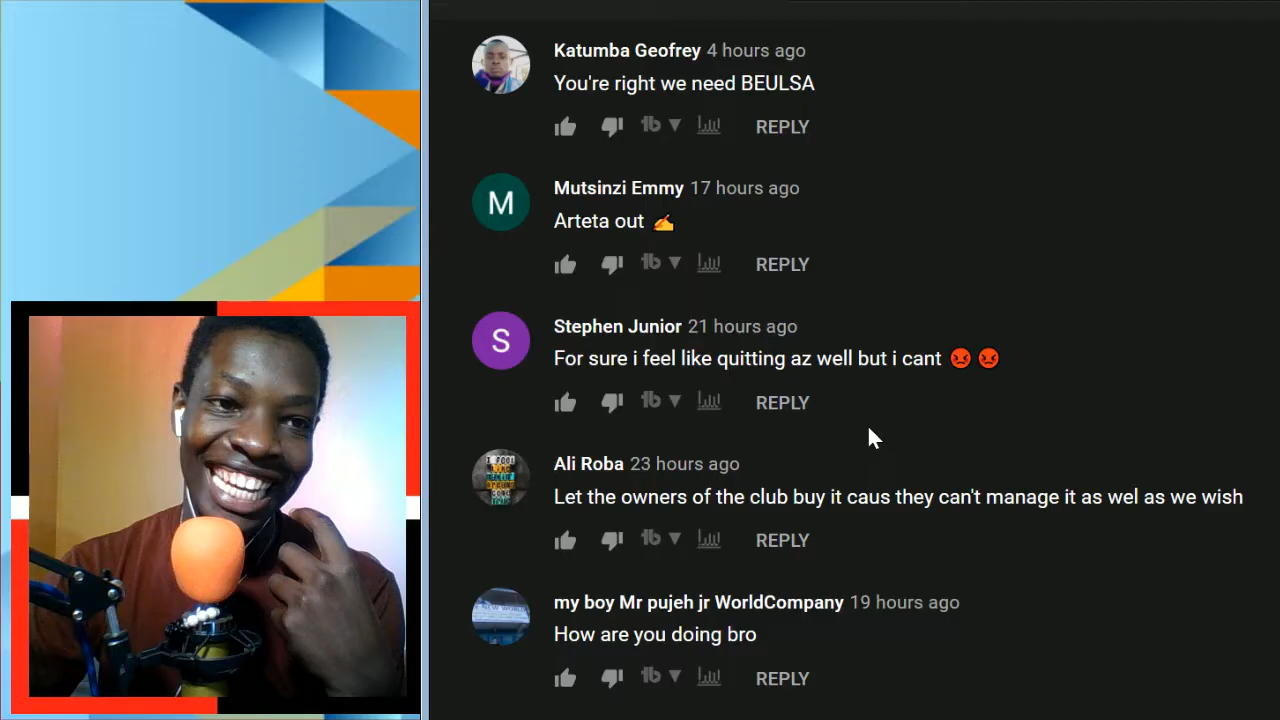 Katumba Geofrey 4 hours ago
You're right we need BEULSA
REPLY
M
Mutsinzi Emmy 17 hours ago
Arteta out ✍️
REPLY
S
Stephen Junior 21 hours ago
For sure i feel like quitting az well but i cant 😡 😡
REPLY
Ali Roba 23 hours ago
Let the owners of the club buy it caus they can't manage it as wel as we wish
REPLY
my boy Mr pujeh jr WorldCompany 19 hours ago
How are you doing bro
REPLY